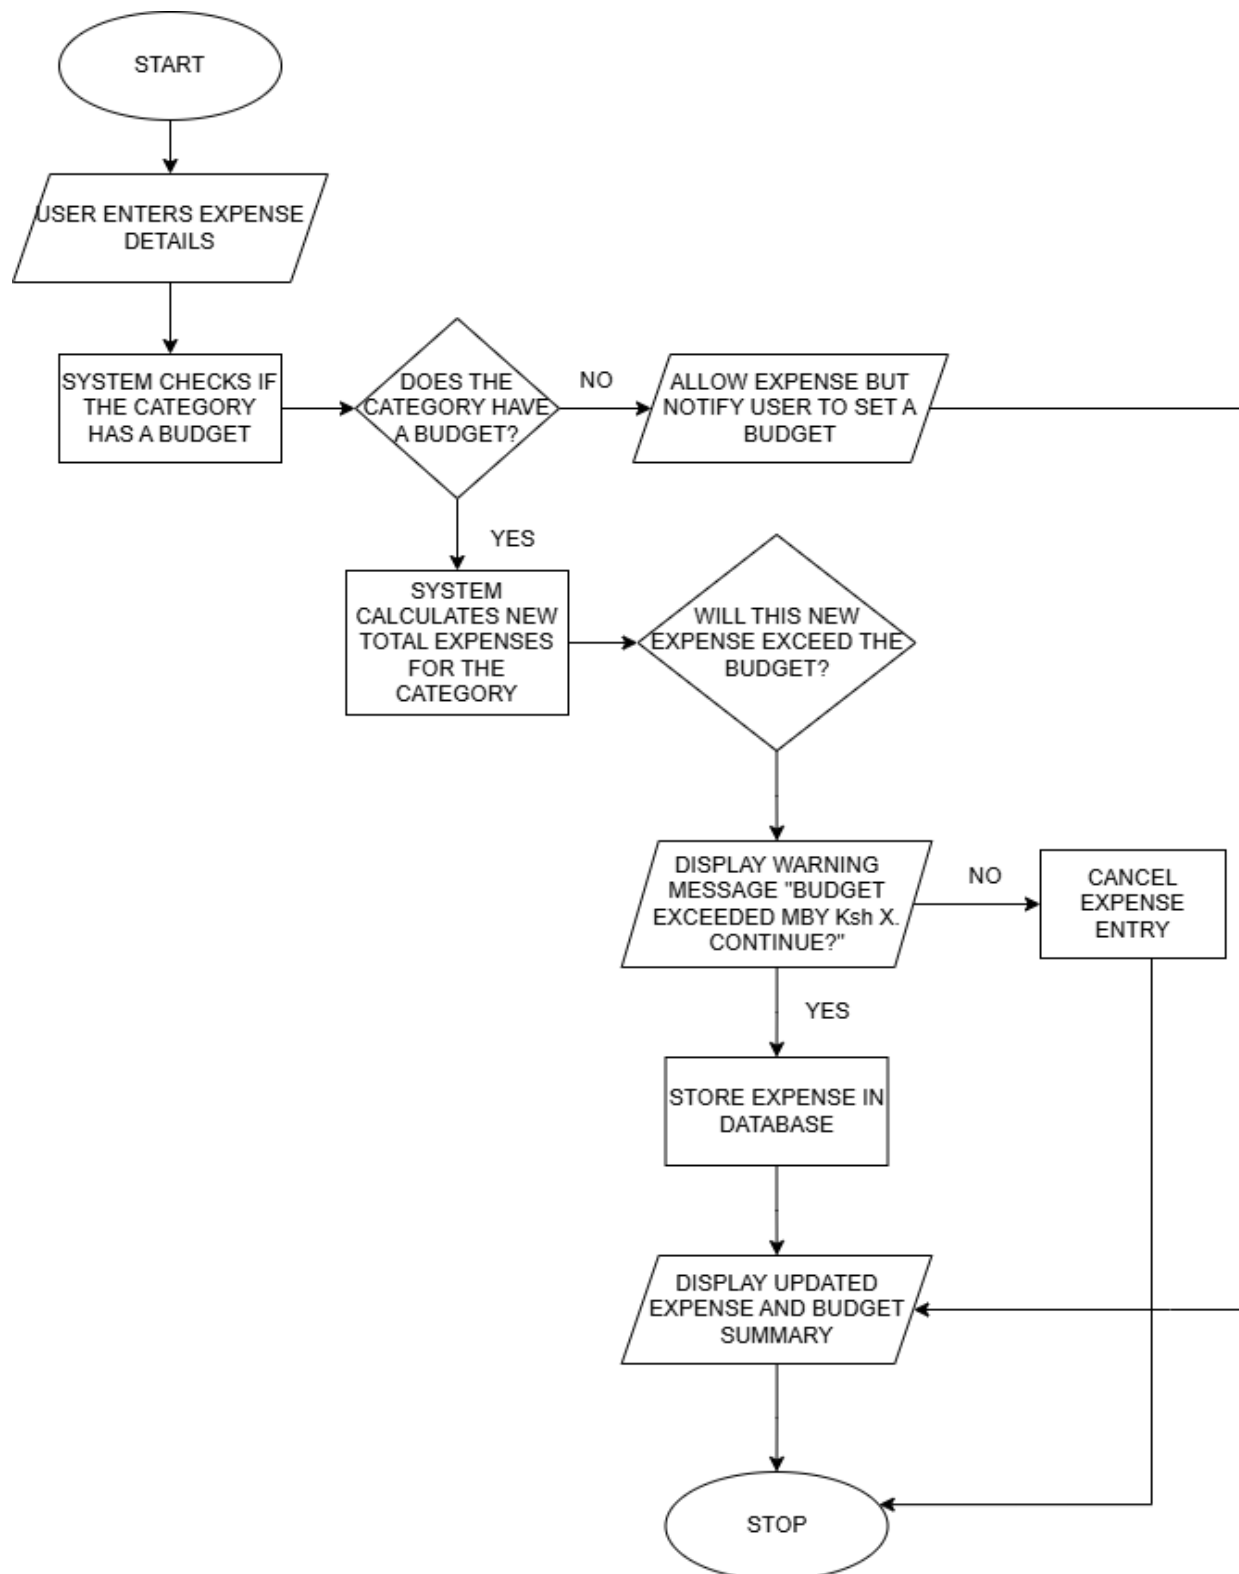 START
USER ENTERS EXPENSE
DETAILS
SYSTEM CHECKS IF
THE CATEGORY
HAS A BUDGET
DOES THE
CATEGORY HAVE
A BUDGET?
NO
ALLOW EXPENSE BUT
NOTIFY USER TO SET A
BUDGET
YES
SYSTEM
CALCULATES NEW
TOTAL EXPENSES
FOR THE
CATEGORY
WILL THIS NEW
EXPENSE EXCEED THE
BUDGET?
DISPLAY WARNING
MESSAGE "BUDGET
EXCEEDED MBY Ksh X.
CONTINUE?"
NO
CANCEL
EXPENSE
ENTRY
YES
STORE EXPENSE IN
DATABASE
DISPLAY UPDATED
EXPENSE AND BUDGET
SUMMARY
STOP